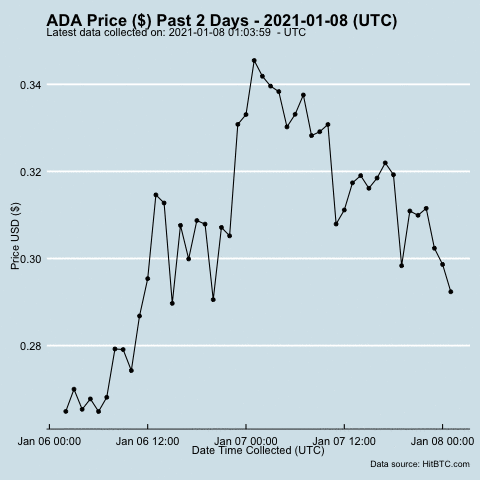 ADA Price ($) Past 2 Days - 2021-01-08 (UTC)
Latest data collected on: 2021-01-08 01:03:59 - UTC
0.34
0.32
0.30
0.28
Price USD ($)
Jan 06 00:00 Jan 06 12:00 Jan 07 00:00 Jan 07 12:00 Jan 08 00:00
Date Time Collected (UTC)
Data source: HitBTC.com